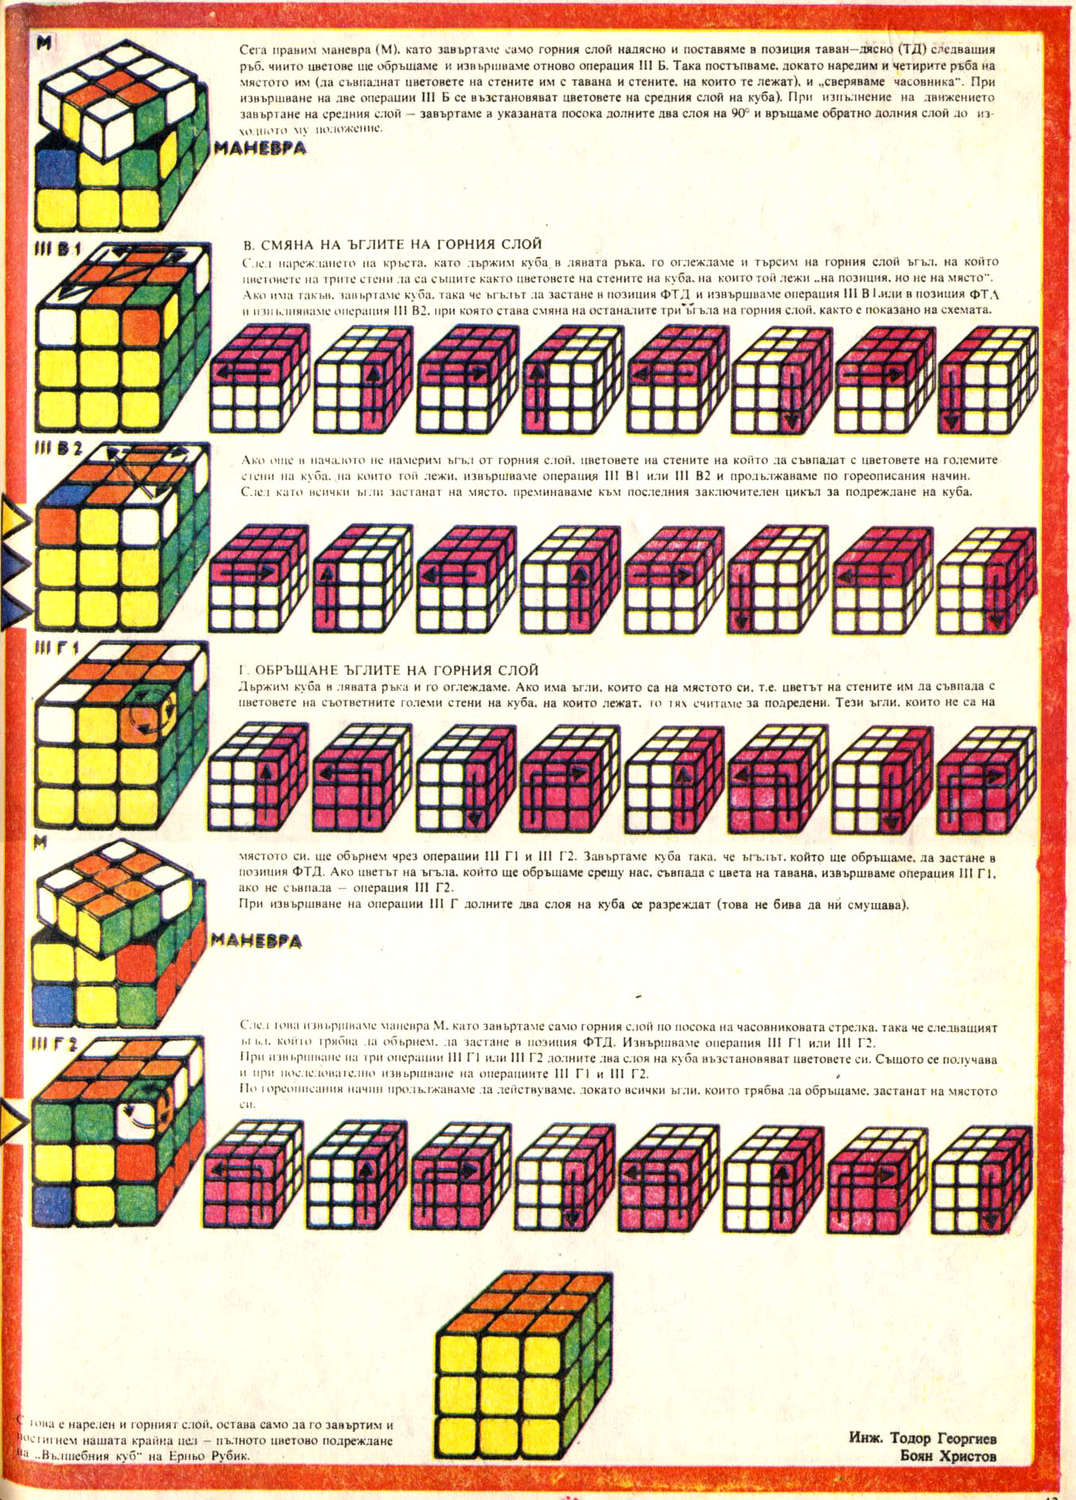 М
Сега правим маневра (М), като завъртаме само горния слой надясно и поставяме в позиция таван—дясно (ТД) следващия
ръб, чиито цветове ще обръщаме и извършваме отново операция III Б. Така постъпваме, докато наредим и четирите ръба на
мястото им (да съвпаднат цветовете на стените им с тавана и стените, на които те лежат), и „сверяваме часовника“. При
извършване на две операции III Б се възстановяват цветовете на средния слой на куба). При изпълнение на движението
завъртане на средния слой — завъртаме в указаната посока долните два слоя на 90° и връщаме обратно долния слой до из-
ходното му положение.
МАНЕВРА
III В 1
В. СМЯНА НА ЪГЛИТЕ НА ГОРНИЯ СЛОЙ
След нареждането на кръста, като държим куба в лявата ръка, го оглеждаме и търсим на горния слой ъгъл, на който
цветовете на трите стени да са същите както цветовете на стените на куба, на които той лежи „на позиция, но не на място“.
Ако има такъв, завъртаме куба, така че ъгълът да застане в позиция ФТД и извършваме операция III В1 или в позиция ФТЛ
и изпълняваме операция III В2, при която става смяна на останалите три ъгъла на горния слой, както е показано на схемата.
III В 2
Ако още в началото не намерим ъгъл от горния слой, цветовете на стените на който да съвпадат с цветовете на големите
стени на куба, на които той лежи, извършваме операция III В1 или III В2 и продължаваме по гореописания начин.
След като всички ъгли застанат на място, преминаваме към последния заключителен цикъл за подреждане на куба.
III Г 1
Г. ОБРЪЩАНЕ ЪГЛИТЕ НА ГОРНИЯ СЛОЙ
Държим куба в лявата ръка и го оглеждаме. Ако има ъгли, които са на мястото си, т.е. цветът на стените им да съвпада с
цветовете на съответните големи стени на куба, на които лежат, то тях считаме за подредени. Тези ъгли, които не са на
М
мястото си, ще обърнем чрез операции III Г1 и III Г2. Завъртаме куба така, че ъгълът, който ще обръщаме, да застане в
позиция ФТД. Ако цветът на ъгъла, който ще обръщаме срещу нас, съвпада с цвета на тавана, извършваме операция III Г1,
ако не съвпада — операция III Г2.
При извършване на операции III Г долните два слоя на куба се разреждат (това не бива да ни смущава).
МАНЕВРА
III Г 2
След това извършваме маневра М, като завъртаме само горния слой по посока на часовниковата стрелка, така че следващият
ъгъл, който трябва да обърнем, да застане в позиция ФТД. Извършваме операция III Г1 или III Г2.
При извършване на три операции III Г1 или III Г2 долните два слоя на куба възстановяват цветовете си. Същото се получава
и при последователно извършване на операциите III Г1 и III Г2.
По гореописания начин продължаваме да действуваме, докато всички ъгли, които трябва да обръщаме, застанат на мястото
си.
С това е нареден и горният слой, остава само да го завъртим и
постигнем нашата крайна цел — пълното цветово подреждане
на „Вълшебния куб“ на Ерньо Рубик.
Инж. Тодор Георгиев
Боян Христов